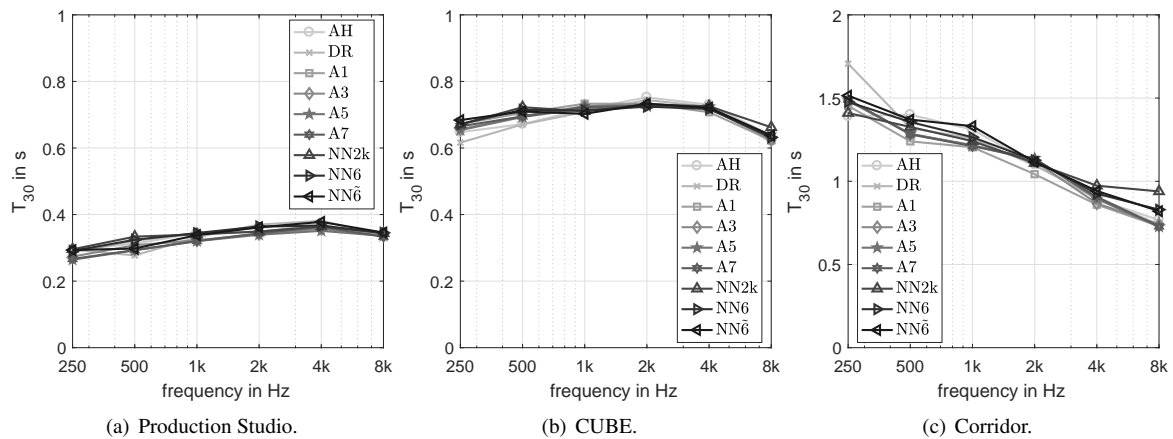 1
0.8
0.6
0.4
0.2
0
T30 in s
250 500 1k 2k 4k 8k
frequency in Hz
AH
DR
A1
A3
A5
A7
NN2k
NN6
NN6̃
(a) Production Studio.
1
0.8
0.6
0.4
0.2
0
T30 in s
250 500 1k 2k 4k 8k
frequency in Hz
AH
DR
A1
A3
A5
A7
NN2k
NN6
NN6̃
(b) CUBE.
2
1.5
1
0.5
0
T30 in s
250 500 1k 2k 4k 8k
frequency in Hz
AH
DR
A1
A3
A5
A7
NN2k
NN6
NN6̃
(c) Corridor.